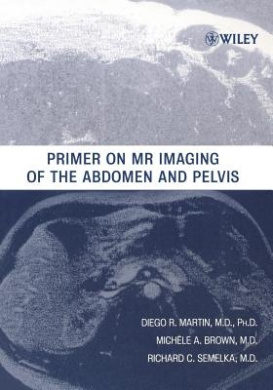 WILEY
PRIMER ON MR IMAGING
OF THE ABDOMEN AND PELVIS
DIEGO R. MARTIN, M.D., PH.D.
MICHÈLE A. BROWN, M.D.
RICHARD C. SEMELKA, M.D.